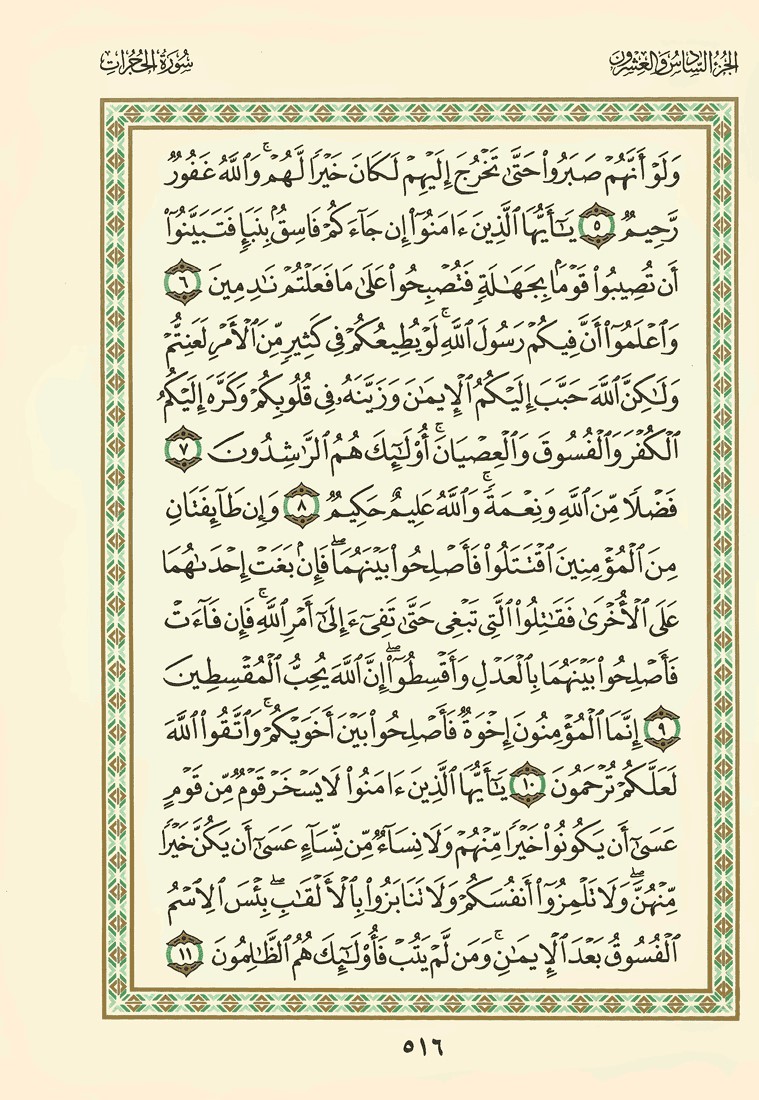 الجزء السادس والعشرون
سورة الحجرات
وَلَوْ أَنَّهُمْ صَبَرُوا۟ حَتَّىٰ تَخْرُجَ إِلَيْهِمْ لَكَانَ خَيْرًا لَّهُمْ ۚ وَٱللَّهُ غَفُورٌ
رَّحِيمٌ ٥ يَـٰٓأَيُّهَا ٱلَّذِينَ ءَامَنُوٓا۟ إِن جَآءَكُمْ فَاسِقٌۢ بِنَبَإٍ فَتَبَيَّنُوٓا۟
أَن تُصِيبُوا۟ قَوْمًۢا بِجَهَـٰلَةٍ فَتُصْبِحُوا۟ عَلَىٰ مَا فَعَلْتُمْ نَـٰدِمِينَ ٦
وَٱعْلَمُوٓا۟ أَنَّ فِيكُمْ رَسُولَ ٱللَّهِ ۚ لَوْ يُطِيعُكُمْ فِى كَثِيرٍ مِّنَ ٱلْأَمْرِ لَعَنِتُّمْ
وَلَـٰكِنَّ ٱللَّهَ حَبَّبَ إِلَيْكُمُ ٱلْإِيمَـٰنَ وَزَيَّنَهُۥ فِى قُلُوبِكُمْ وَكَرَّهَ إِلَيْكُمُ
ٱلْكُفْرَ وَٱلْفُسُوقَ وَٱلْعِصْيَانَ ۚ أُو۟لَـٰٓئِكَ هُمُ ٱلرَّٰشِدُونَ ٧
فَضْلًا مِّنَ ٱللَّهِ وَنِعْمَةً ۚ وَٱللَّهُ عَلِيمٌ حَكِيمٌ ٨ وَإِن طَآئِفَتَانِ
مِنَ ٱلْمُؤْمِنِينَ ٱقْتَتَلُوا۟ فَأَصْلِحُوا۟ بَيْنَهُمَا ۖ فَإِنۢ بَغَتْ إِحْدَىٰهُمَا
عَلَى ٱلْأُخْرَىٰ فَقَـٰتِلُوا۟ ٱلَّتِى تَبْغِى حَتَّىٰ تَفِىٓءَ إِلَىٰٓ أَمْرِ ٱللَّهِ ۚ فَإِن فَآءَتْ
فَأَصْلِحُوا۟ بَيْنَهُمَا بِٱلْعَدْلِ وَأَقْسِطُوٓا۟ ۖ إِنَّ ٱللَّهَ يُحِبُّ ٱلْمُقْسِطِينَ
٩ إِنَّمَا ٱلْمُؤْمِنُونَ إِخْوَةٌ فَأَصْلِحُوا۟ بَيْنَ أَخَوَيْكُمْ ۚ وَٱتَّقُوا۟ ٱللَّهَ
لَعَلَّكُمْ تُرْحَمُونَ ١٠ يَـٰٓأَيُّهَا ٱلَّذِينَ ءَامَنُوا۟ لَا يَسْخَرْ قَوْمٌ مِّن قَوْمٍ
عَسَىٰٓ أَن يَكُونُوا۟ خَيْرًا مِّنْهُمْ وَلَا نِسَآءٌ مِّن نِّسَآءٍ عَسَىٰٓ أَن يَكُنَّ خَيْرًا
مِّنْهُنَّ ۖ وَلَا تَلْمِزُوٓا۟ أَنفُسَكُمْ وَلَا تَنَابَزُوا۟ بِٱلْأَلْقَـٰبِ ۖ بِئْسَ ٱلِٱسْمُ
ٱلْفُسُوقُ بَعْدَ ٱلْإِيمَـٰنِ ۚ وَمَن لَّمْ يَتُبْ فَأُو۟لَـٰٓئِكَ هُمُ ٱلظَّـٰلِمُونَ ١١
٥١٦